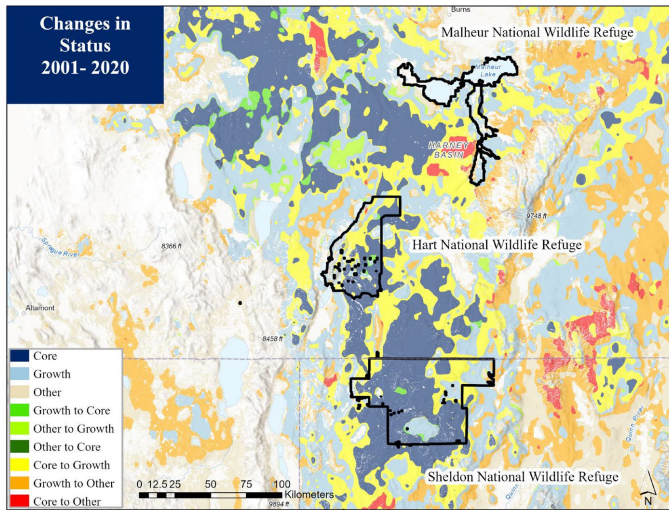 Changes in
Status
2001- 2020
Burns
Malheur National Wildlife Refuge
Malheur
Lake
HARNEY
BASIN
9748 ft
Hart National Wildlife Refuge
8366 ft
Sprague River
Altamont
8458 ft
Core
Growth
Other
Growth to Core
Other to Growth
Other to Core
Core to Growth
Growth to Other
Core to Other
0 12.5 25 50 75 100
Kilometers
9894 ft
Quinn River
Sheldon National Wildlife Refuge
N